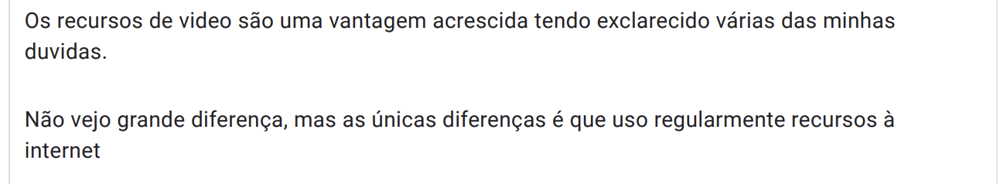 Os recursos de video são uma vantagem acrescida tendo exclarecido várias das minhas
duvidas.
Não vejo grande diferença, mas as únicas diferenças é que uso regularmente recursos à
internet